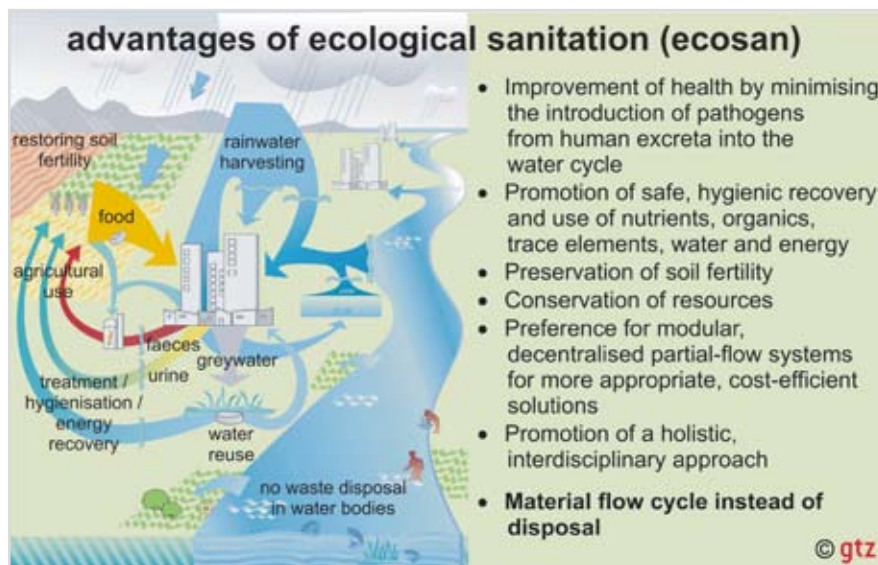 advantages of ecological sanitation (ecosan)
restoring soil
fertility
rainwater
harvesting
food
agricultural
use
faeces
urine
greywater
treatment /
hygienisation /
energy
recovery
water
reuse
no waste disposal
in water bodies
• Improvement of health by minimising
the introduction of pathogens
from human excreta into the
water cycle
• Promotion of safe, hygienic recovery
and use of nutrients, organics,
trace elements, water and energy
• Preservation of soil fertility
• Conservation of resources
• Preference for modular,
decentralised partial-flow systems
for more appropriate, cost-efficient
solutions
• Promotion of a holistic,
interdisciplinary approach
• Material flow cycle instead of
disposal
© gtz